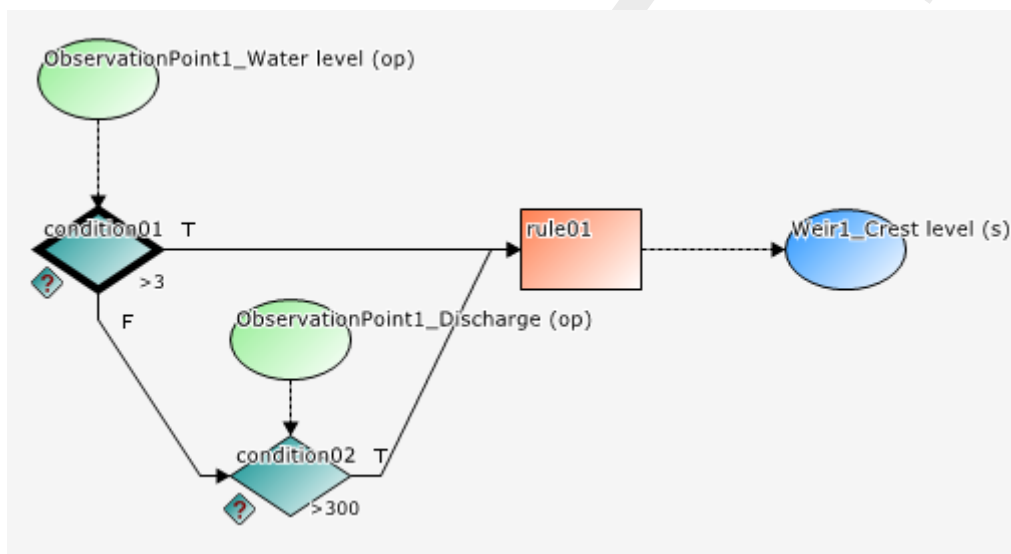 ObservationPoint1_Water level (op)
condition01
T
rule01
Weir1_Crest level (s)
?
>3
F
ObservationPoint1_Discharge (op)
condition02
T
?
>300